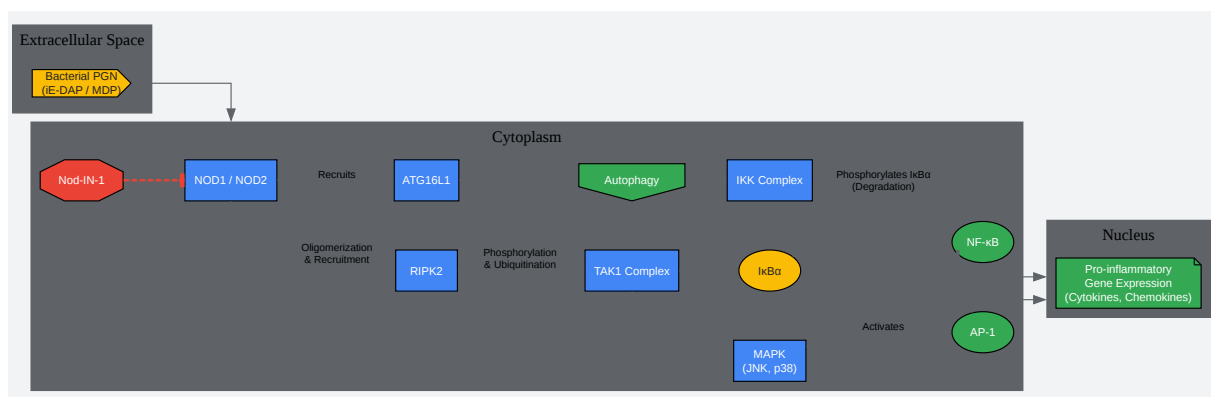 Extracellular Space
Bacterial PGN
(iE-DAP / MDP)
Cytoplasm
Nod-IN-1
NOD1 / NOD2
Recruits
ATG16L1
Autophagy
IKK Complex
Phosphorylates IκBα
(Degradation)
Oligomerization
& Recruitment
RIPK2
Phosphorylation
& Ubiquitination
TAK1 Complex
IκBα
NF-κB
MAPK
(JNK, p38)
Activates
AP-1
Nucleus
Pro-inflammatory
Gene Expression
(Cytokines, Chemokines)